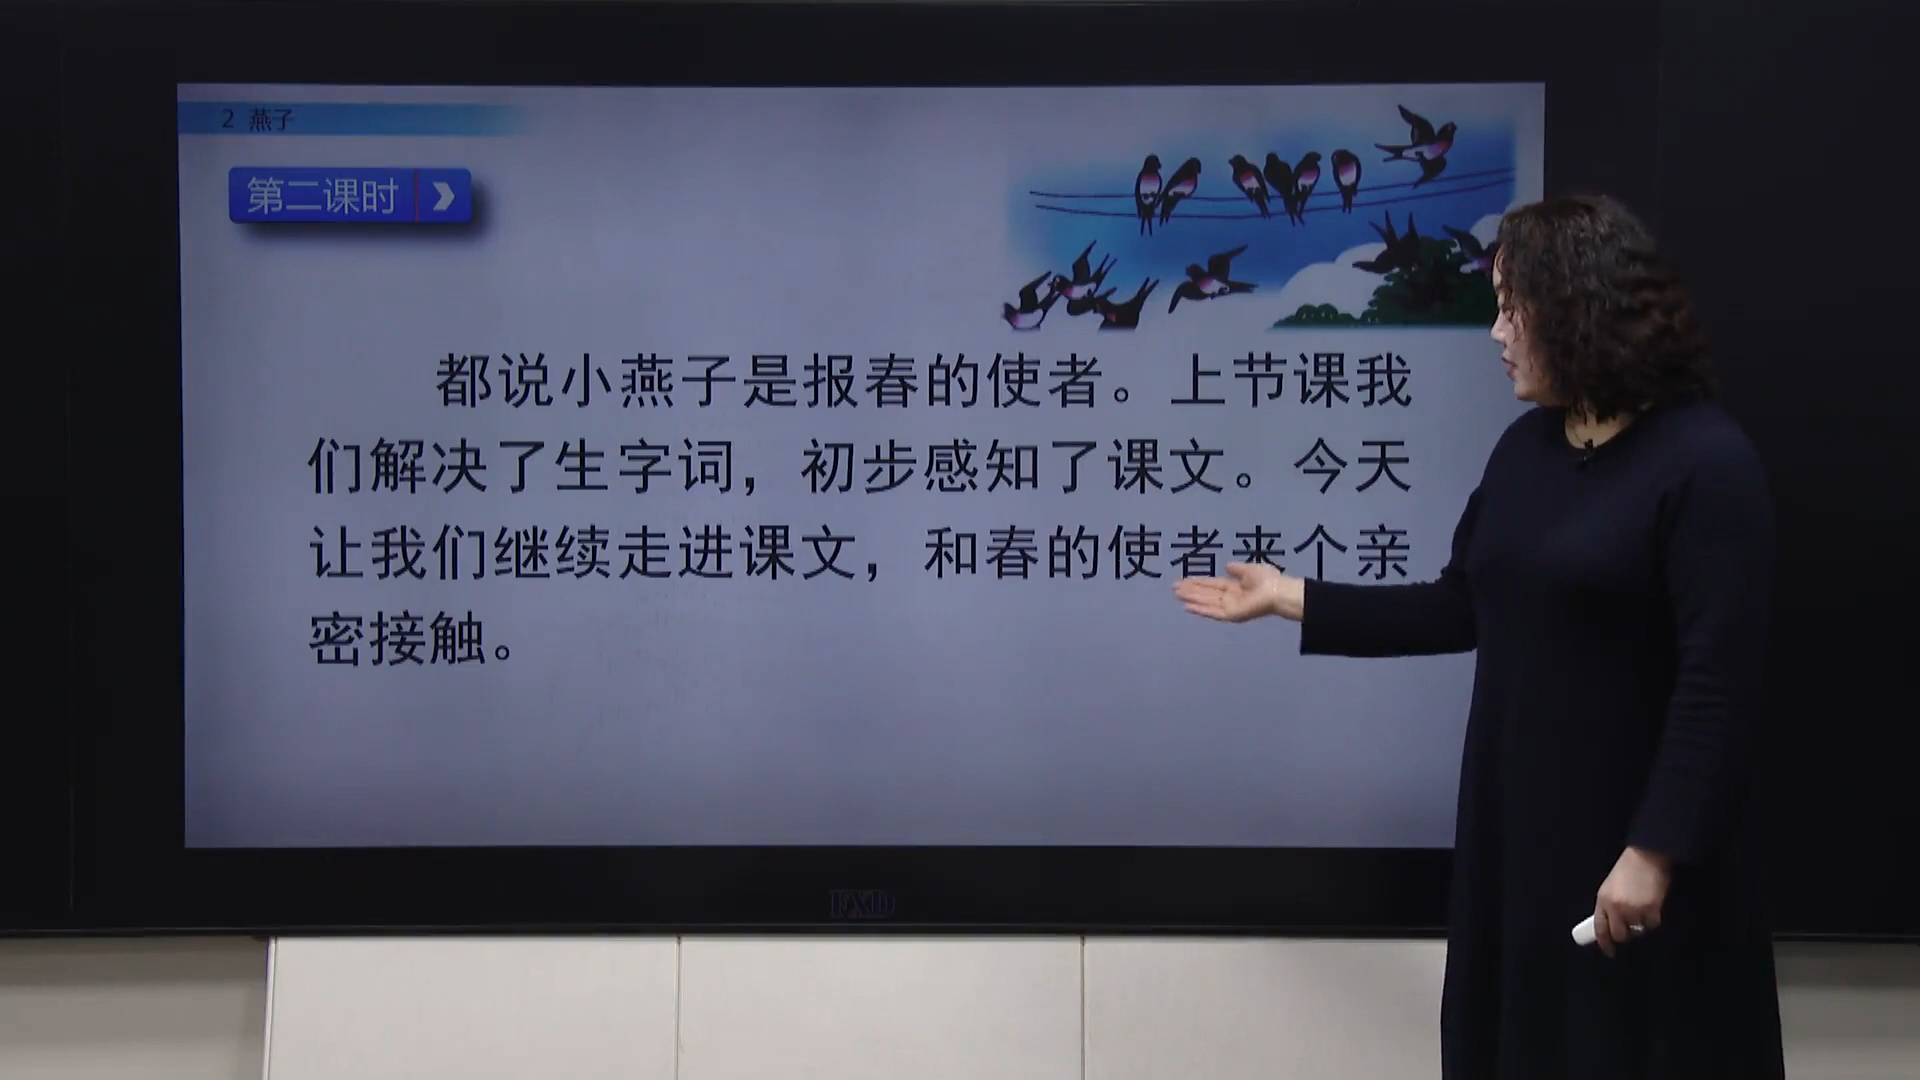 2 燕子
第二课时
都说小燕子是报春的使者。上节课我
们解决了生字词，初步感知了课文。今天
让我们继续走进课文，和春的使者来个亲
密接触。
EXD